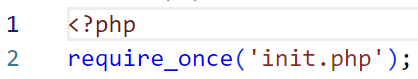 1 <?php
2 require_once('init.php');